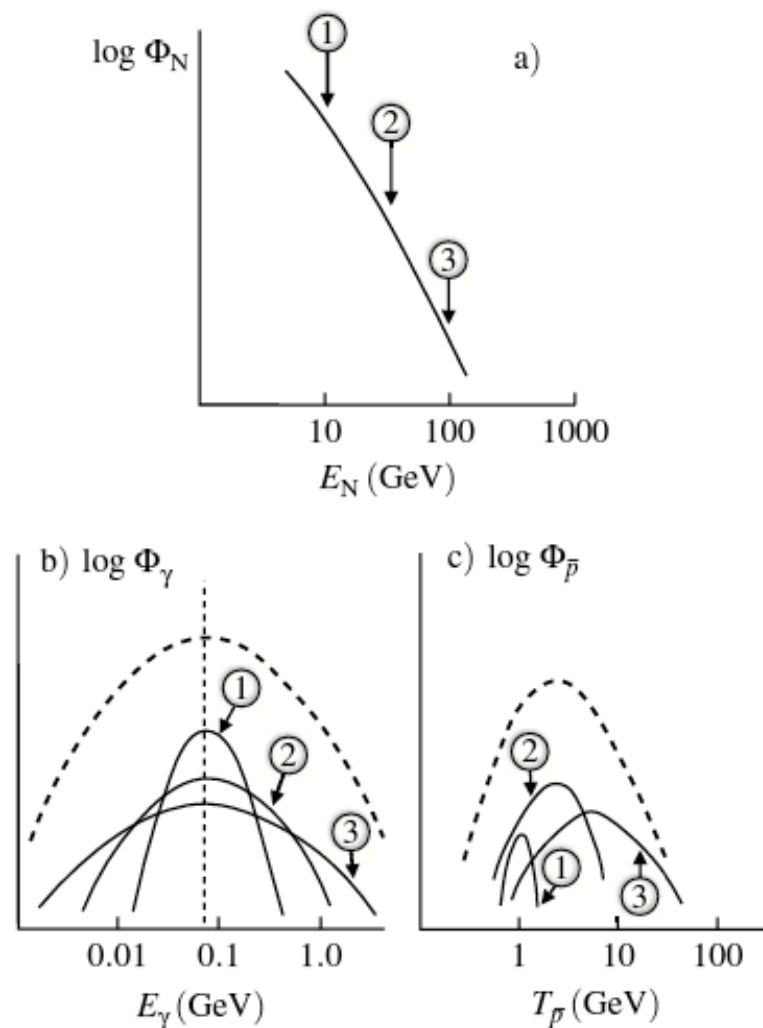 ①
log Φ_N a)
②
③
10 100 1000
E_N (GeV)
b) log Φ_γ
①
②
③
0.01 0.1 1.0
E_γ (GeV)
c) log Φ_p̅
②
①
③
1 10 100
T_p̅ (GeV)